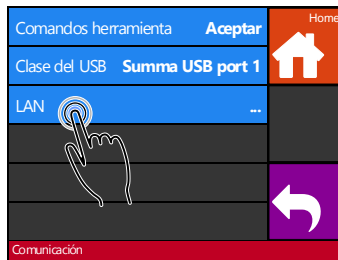 Home
Comandos herramienta Aceptar
Clase del USB Summa USB port 1
LAN ...
Comunicación